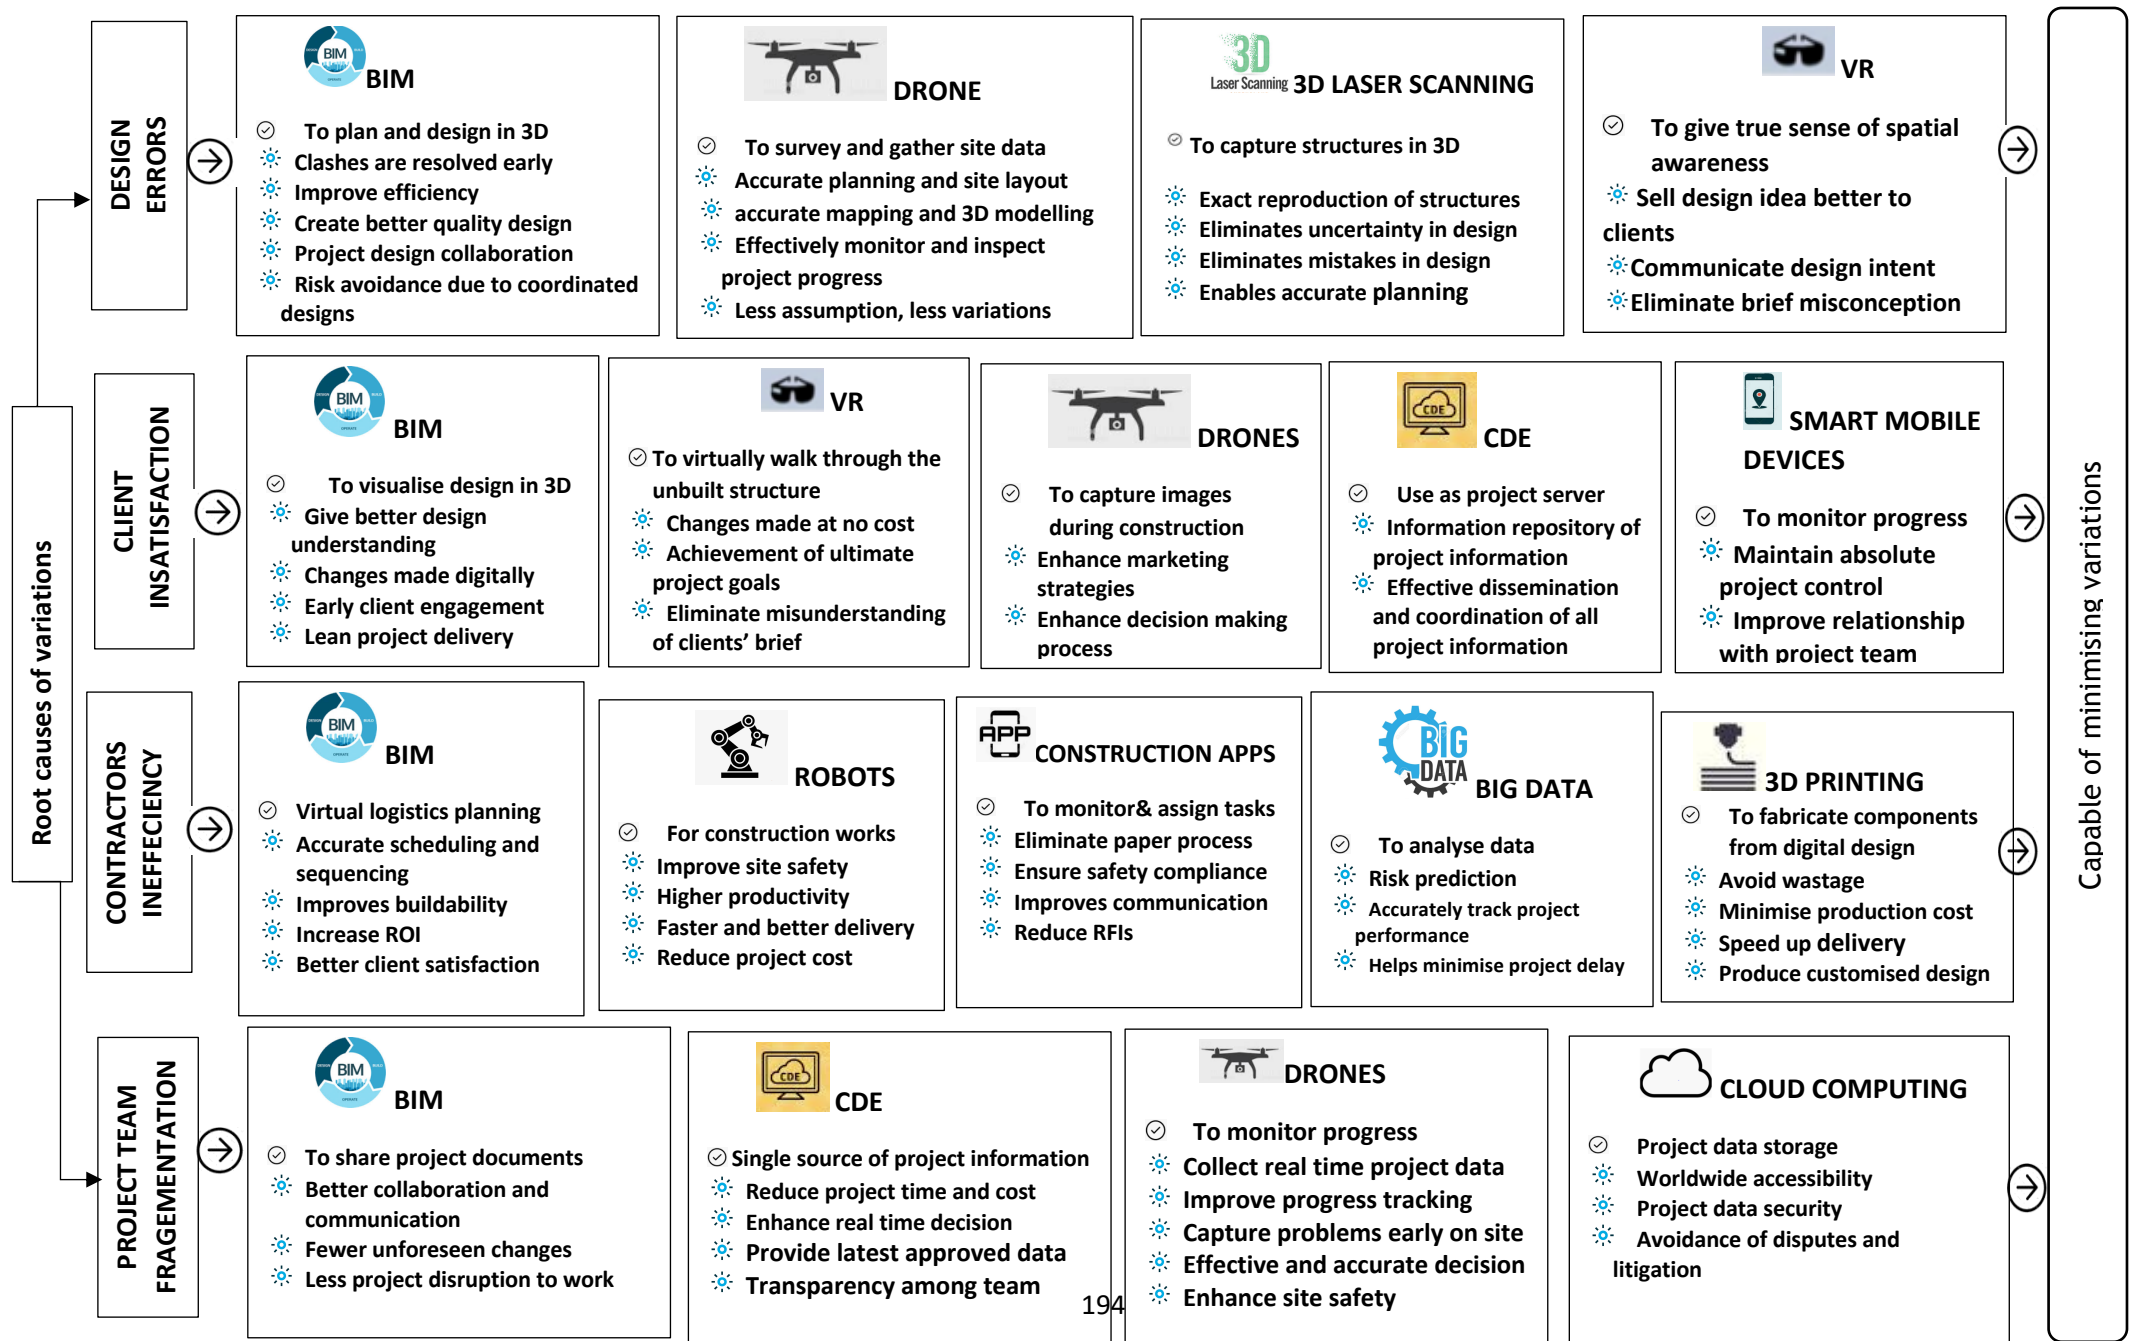 Root causes of variations
DESIGN
ERRORS
BIM
BIM
To plan and design in 3D
Clashes are resolved early
Improve efficiency
Create better quality design
Project design collaboration
Risk avoidance due to coordinated
designs
DRONE
To survey and gather site data
Accurate planning and site layout
accurate mapping and 3D modelling
Effectively monitor and inspect
project progress
Less assumption, less variations
3D
Laser Scanning
3D LASER SCANNING
To capture structures in 3D
Exact reproduction of structures
Eliminates uncertainty in design
Eliminates mistakes in design
Enables accurate planning
VR
To give true sense of spatial
awareness
Sell design idea better to
clients
Communicate design intent
Eliminate brief misconception
CLIENT
INSATISFACTION
BIM
BIM
To visualise design in 3D
Give better design
understanding
Changes made digitally
Early client engagement
Lean project delivery
VR
To virtually walk through the
unbuilt structure
Changes made at no cost
Achievement of ultimate
project goals
Eliminate misunderstanding
of clients’ brief
DRONES
To capture images
during construction
Enhance marketing
strategies
Enhance decision making
process
CDE
CDE
Use as project server
Information repository of
project information
Effective dissemination
and coordination of all
project information
SMART MOBILE
DEVICES
To monitor progress
Maintain absolute
project control
Improve relationship
with project team
CONTRACTORS
INEFFECIENCY
BIM
BIM
Virtual logistics planning
Accurate scheduling and
sequencing
Improves buildability
Increase ROI
Better client satisfaction
ROBOTS
For construction works
Improve site safety
Higher productivity
Faster and better delivery
Reduce project cost
APP
CONSTRUCTION APPS
To monitor& assign tasks
Eliminate paper process
Ensure safety compliance
Improves communication
Reduce RFIs
BIG
DATA
BIG DATA
To analyse data
Risk prediction
Accurately track project
performance
Helps minimise project delay
3D PRINTING
To fabricate components
from digital design
Avoid wastage
Minimise production cost
Speed up delivery
Produce customised design
PROJECT TEAM
FRAGEMENTATION
BIM
BIM
To share project documents
Better collaboration and
communication
Fewer unforeseen changes
Less project disruption to work
CDE
CDE
Single source of project information
Reduce project time and cost
Enhance real time decision
Provide latest approved data
Transparency among team
DRONES
To monitor progress
Collect real time project data
Improve progress tracking
Capture problems early on site
Effective and accurate decision
Enhance site safety
CLOUD COMPUTING
Project data storage
Worldwide accessibility
Project data security
Avoidance of disputes and
litigation
Capable of minimising variations
194